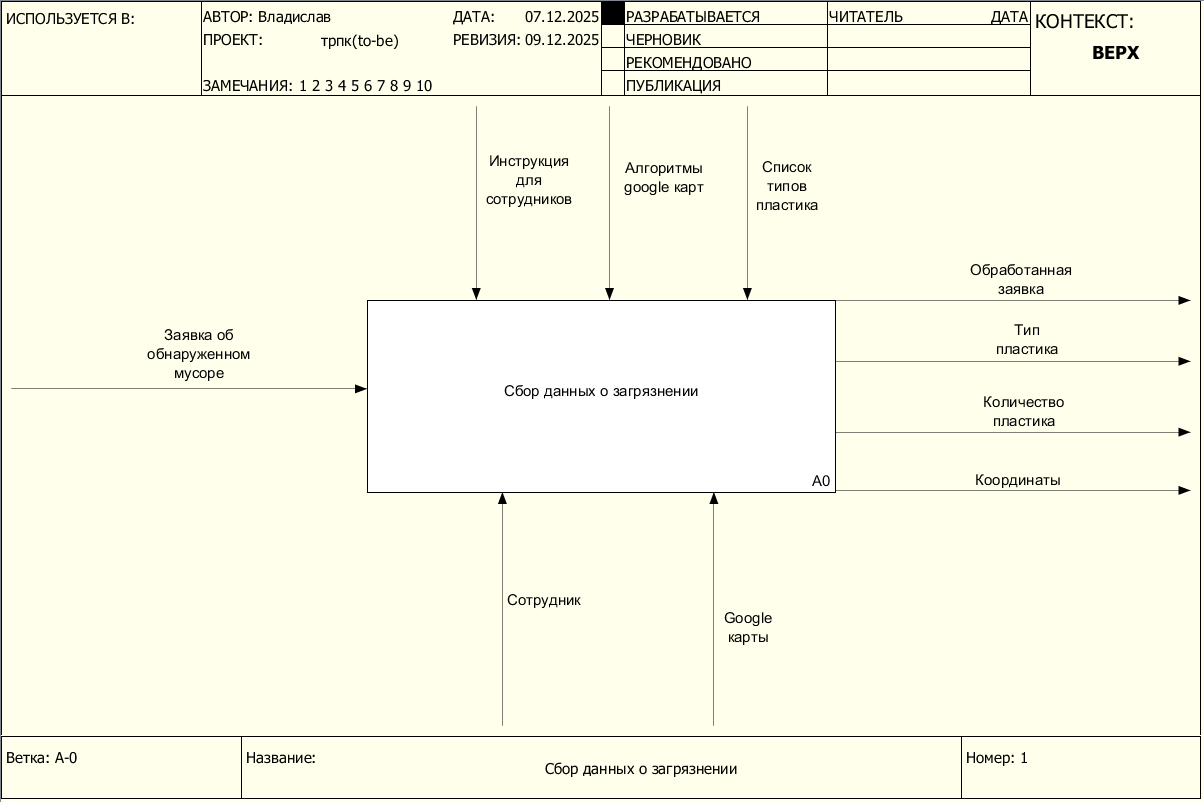 ИСПОЛЬЗУЕТСЯ В:
АВТОР: Владислав
ДАТА: 07.12.2025
ПРОЕКТ: трпк(to-be)
РЕВИЗИЯ: 09.12.2025
ЗАМЕЧАНИЯ: 1 2 3 4 5 6 7 8 9 10
РАЗРАБАТЫВАЕТСЯ
ЧЕРНОВИК
РЕКОМЕНДОВАНО
ПУБЛИКАЦИЯ
ЧИТАТЕЛЬ
ДАТА
КОНТЕКСТ:
ВЕРХ
Инструкция
для
сотрудников
Алгоритмы
google карт
Список
типов
пластика
Заявка об
обнаруженном
мусоре
Сбор данных о загрязнении
A0
Обработанная
заявка
Тип
пластика
Количество
пластика
Координаты
Сотрудник
Google
карты
Ветка: A-0
Название:
Сбор данных о загрязнении
Номер: 1